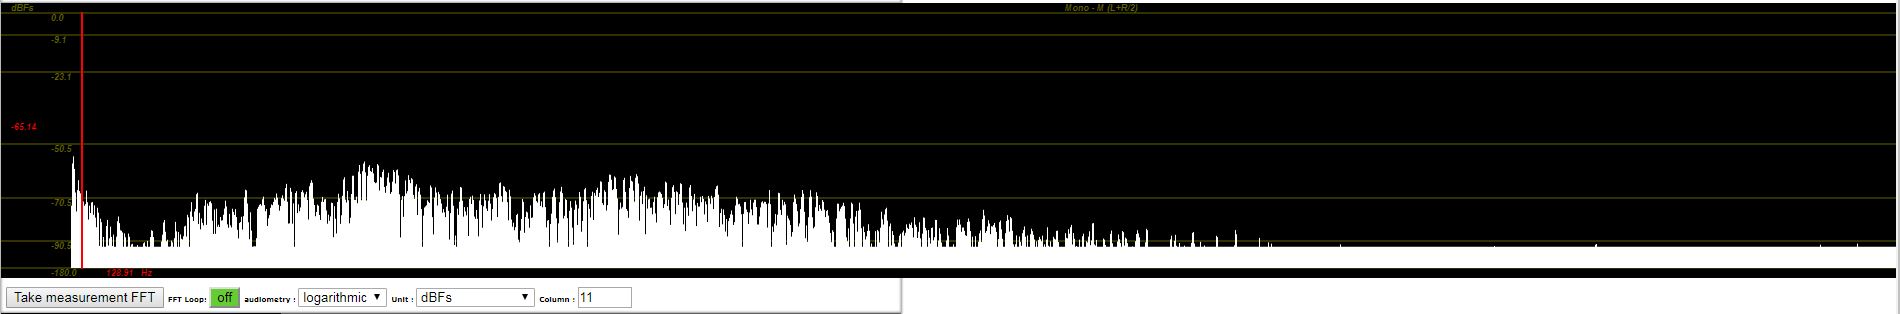 dBFs
Mono - M (L+R/2)
0.0
-9.1
-23.1
-65.14
-50.5
-70.5
-90.5
-180.0
128.91 Hz
Take measurement FFT
FFT Loop:
off
audiometry :
logarithmic
Unit :
dBFs
Column :
11